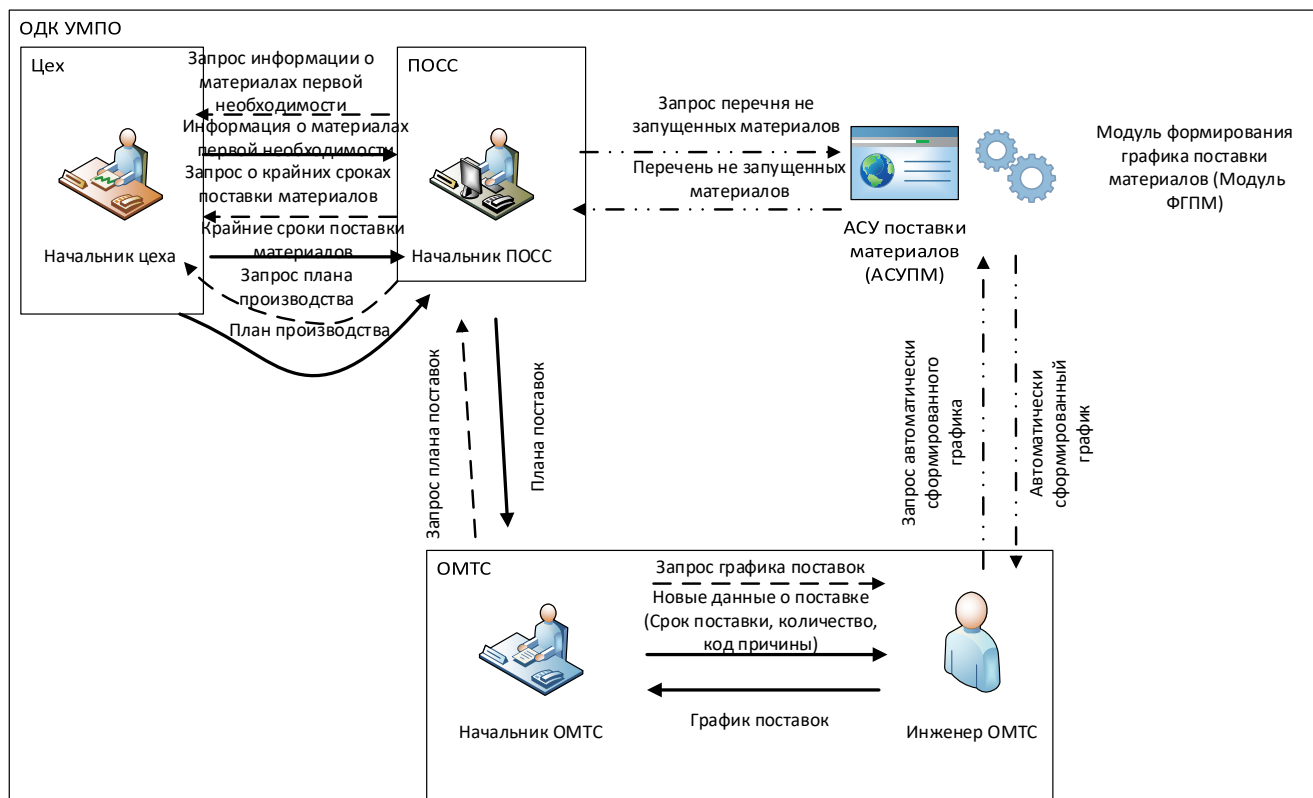 ОДК УМПО
Цех
Запрос информации о
материалах первой
необходимости
Информация о материалах
первой необходимости
Запрос о крайних сроках
поставки материалов
Крайние сроки поставки
материалов
Начальник цеха
Запрос плана
производства
План производства
ПОСС
Начальник ПОСС
Запрос перечня не
запущенных материалов
Перечень не запущенных
материалов
АСУ поставки
материалов
(АСУПМ)
Модуль формирования
графика поставки
материалов (Модуль
ФГПМ)
Запрос плана поставок
Плана поставок
Запрос автоматически
сформированного
графика
Автоматически
сформированный
график
ОМТС
Запрос графика поставок
Новые данные о поставке
(Срок поставки, количество,
код причины)
График поставок
Начальник ОМТС
Инженер ОМТС